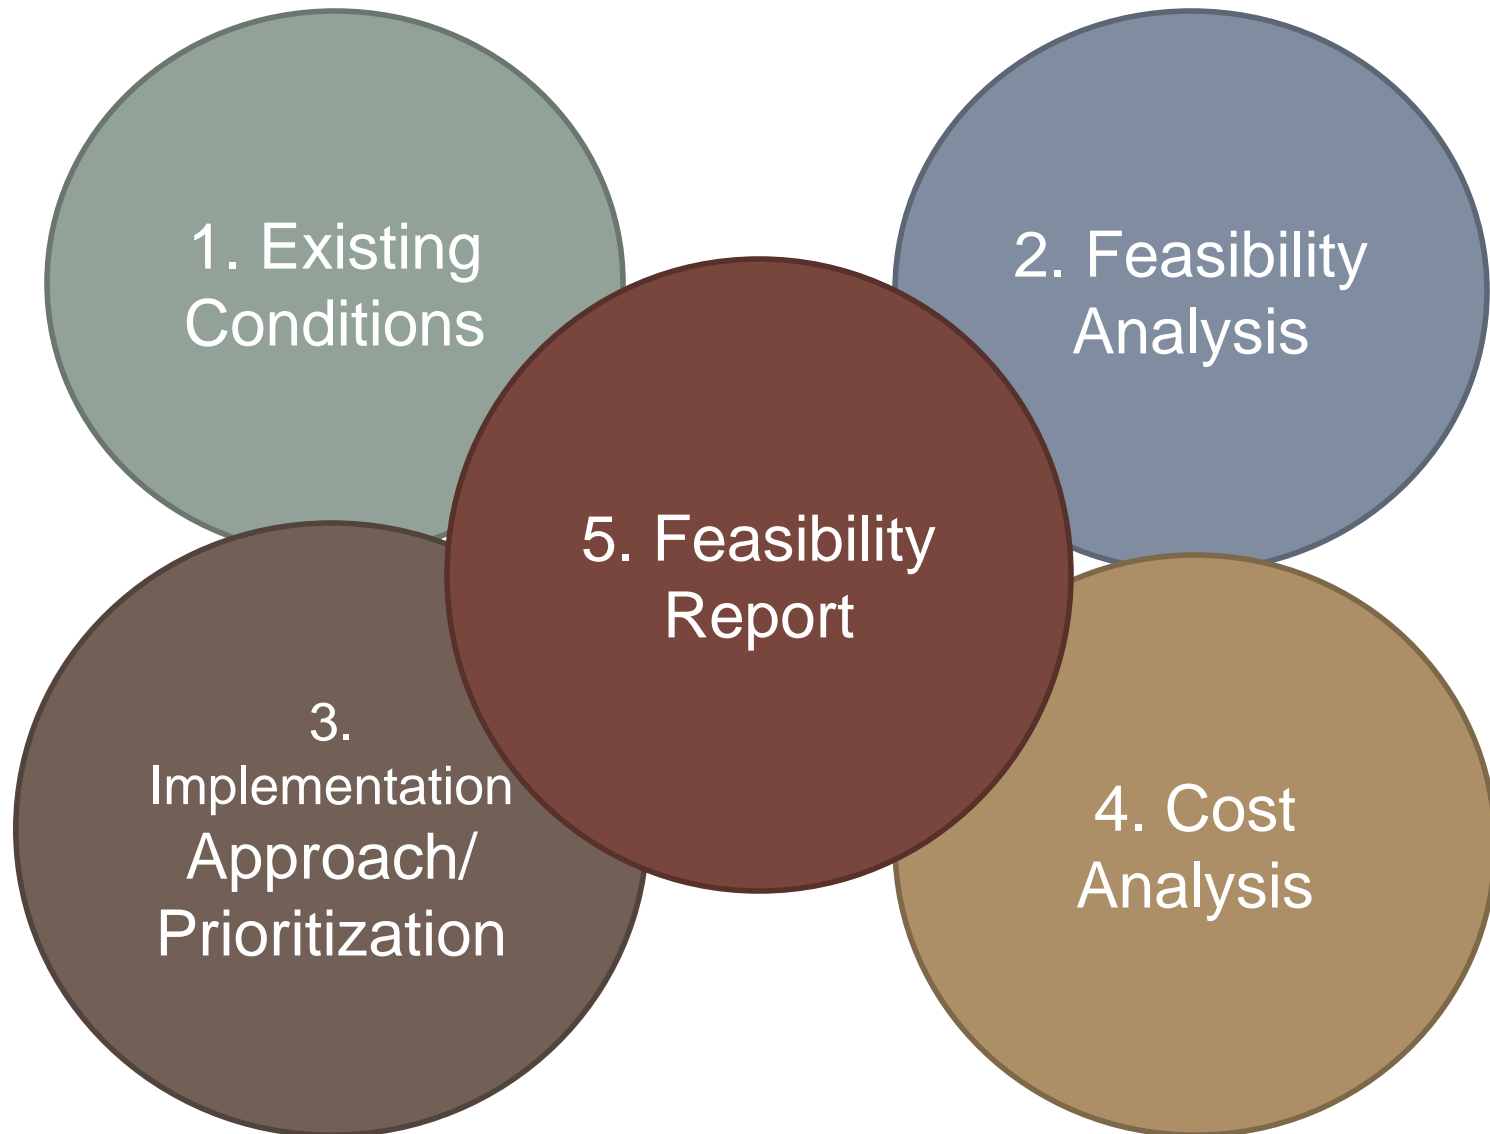 1. Existing
Conditions
2. Feasibility
Analysis
5. Feasibility
Report
3.
Implementation
Approach/
Prioritization
4. Cost
Analysis